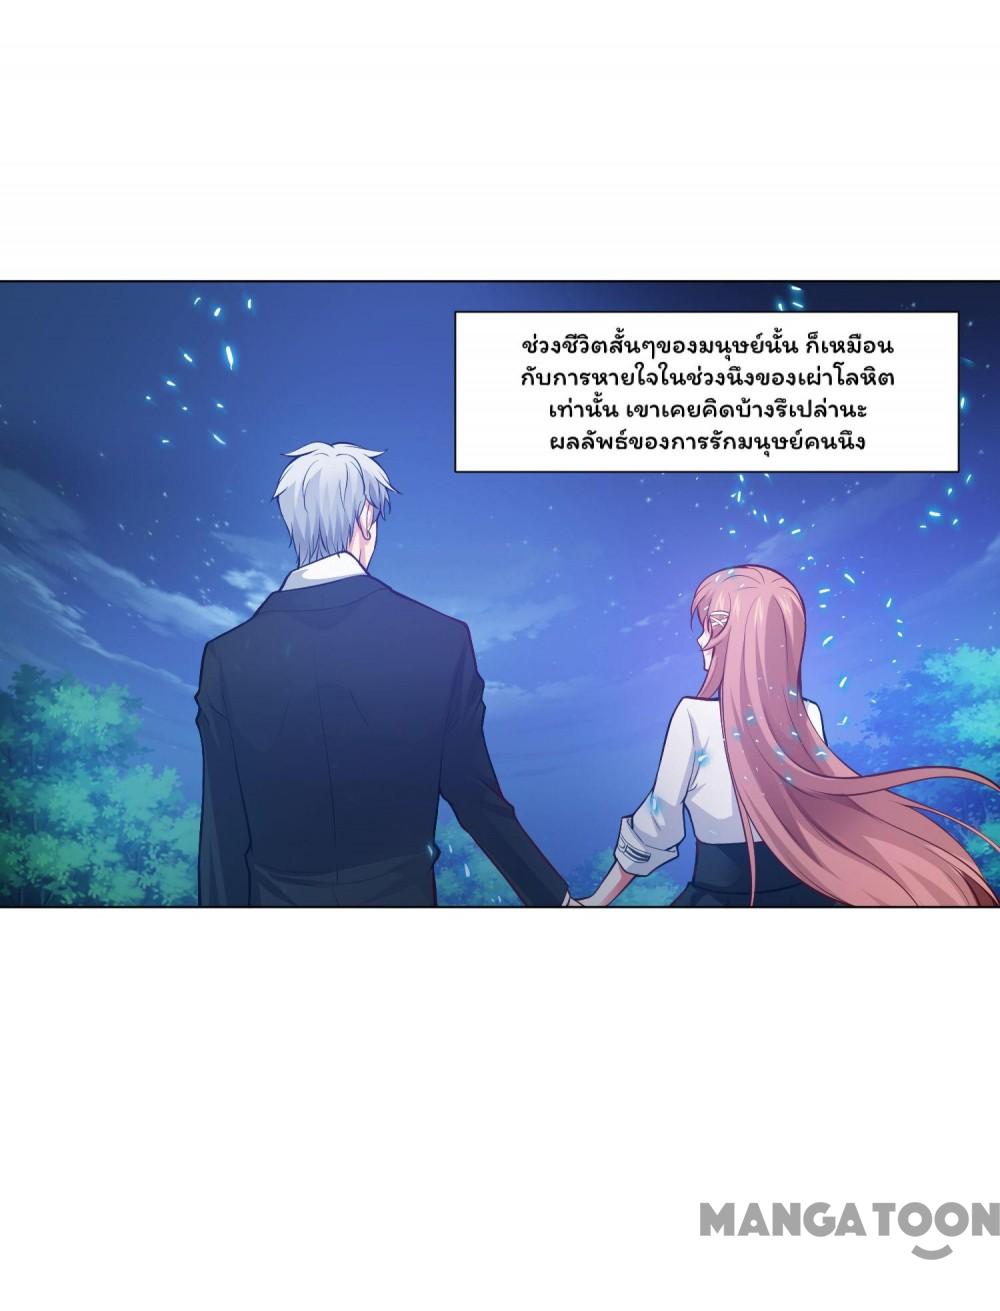 ช่วงชีวิตสั้นๆของมนุษย์นั้น ก็เหมือน
กับการหายใจในช่วงนึงของเผ่าโลหิต
เท่านั้น เขาเคยคิดบ้างรึเปล่านะ
ผลลัพธ์ของการรักมนุษย์คนนึง
MANGATOON